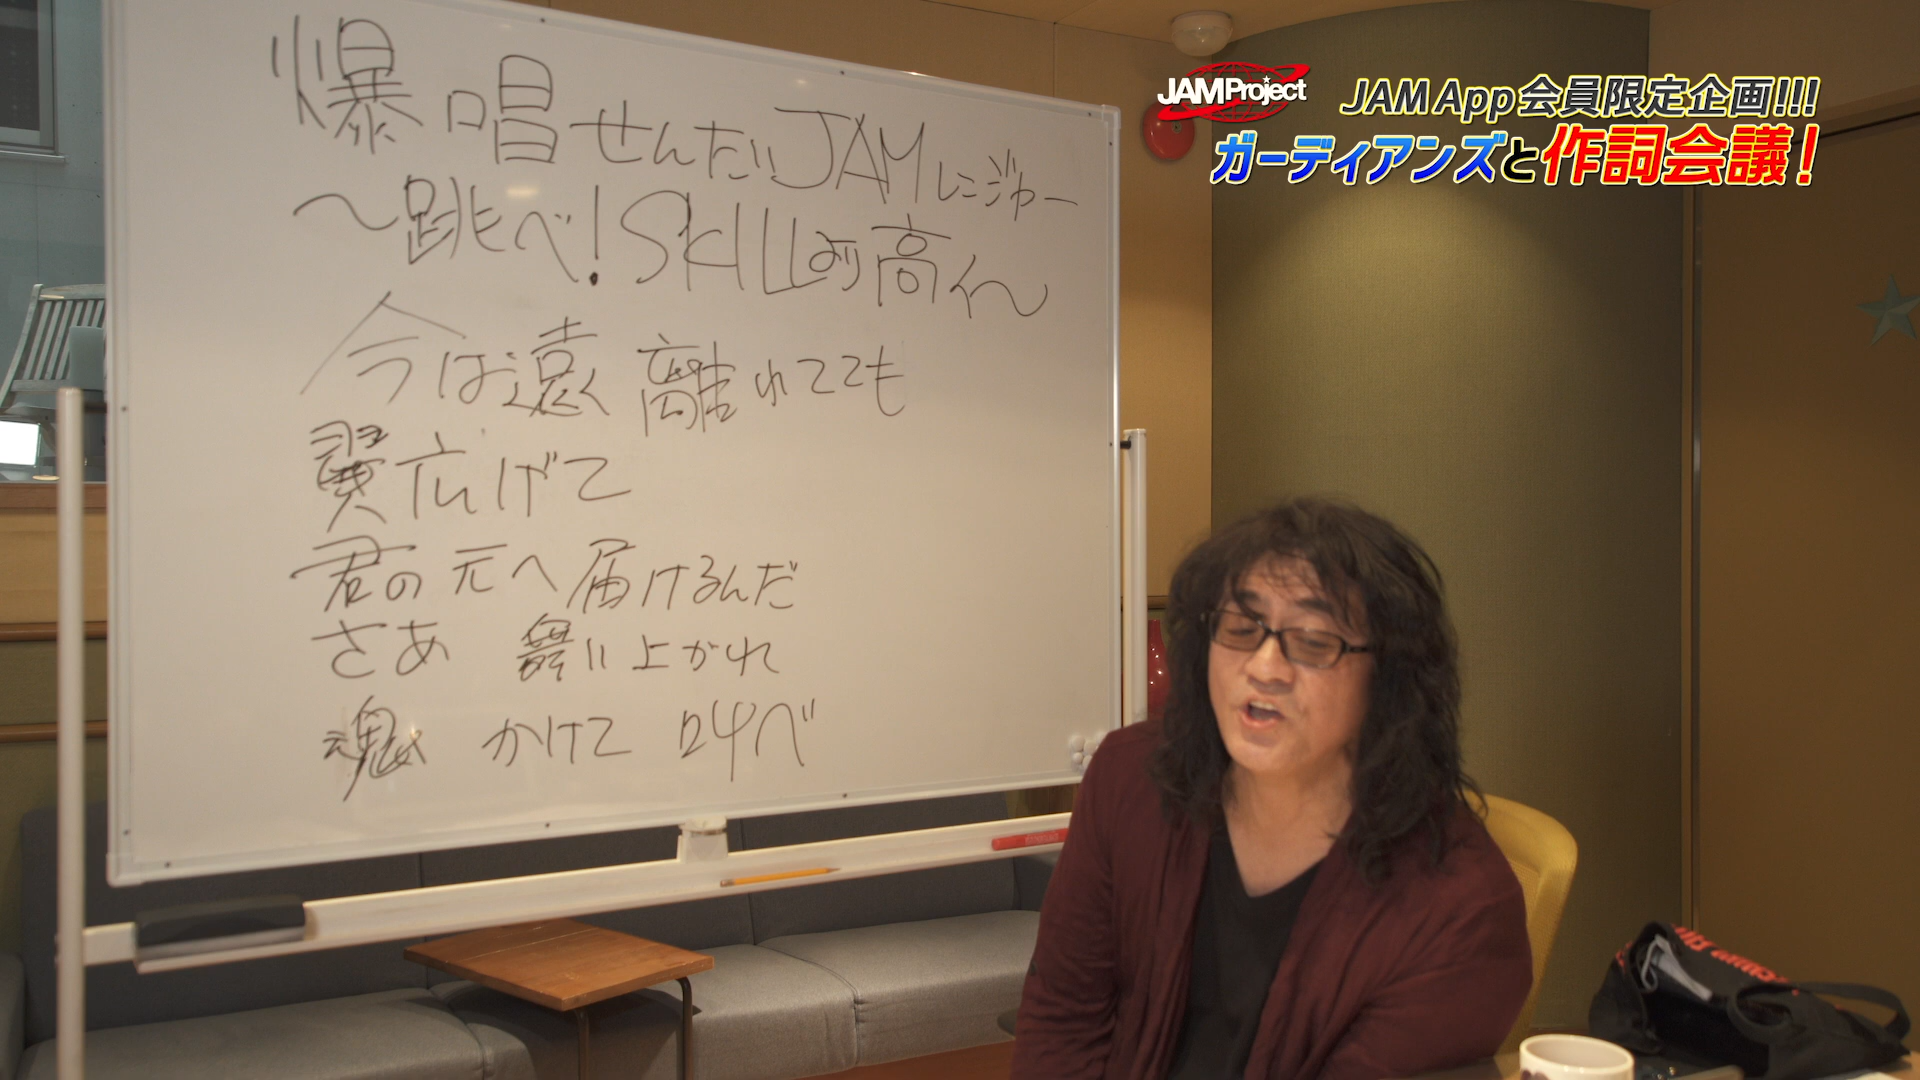 爆唱せんたいJAMレンジャー
〜跳べ!SKILLより高く〜
今は遠く 離れてても
翼広げて
君の元へ届けるんだ
さあ 舞い上がれ
魂 かけて 叫べ
JAM Project
JAM App会員限定企画!!!
ガーディアンズと作詞会議!